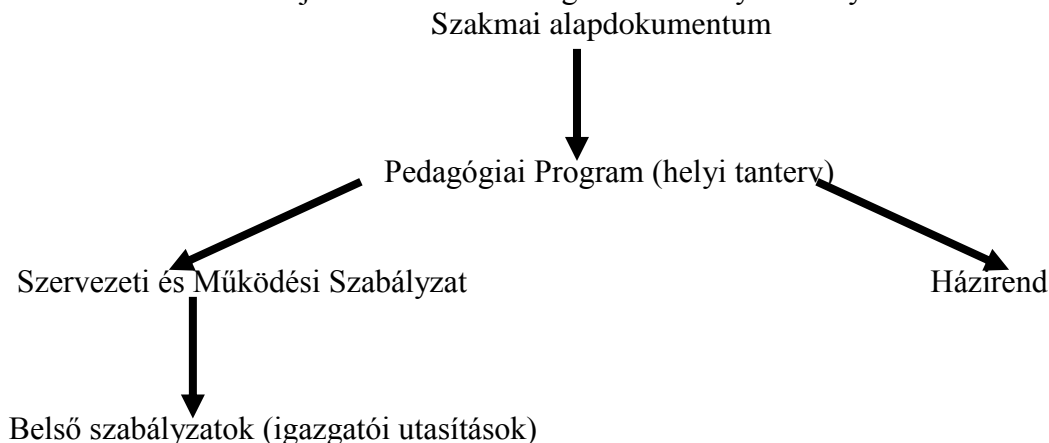 Szakmai alapdokumentum
Pedagógiai Program (helyi tanterv)
Szervezeti és Működési Szabályzat
Házirend
Belső szabályzatok (igazgatói utasítások)